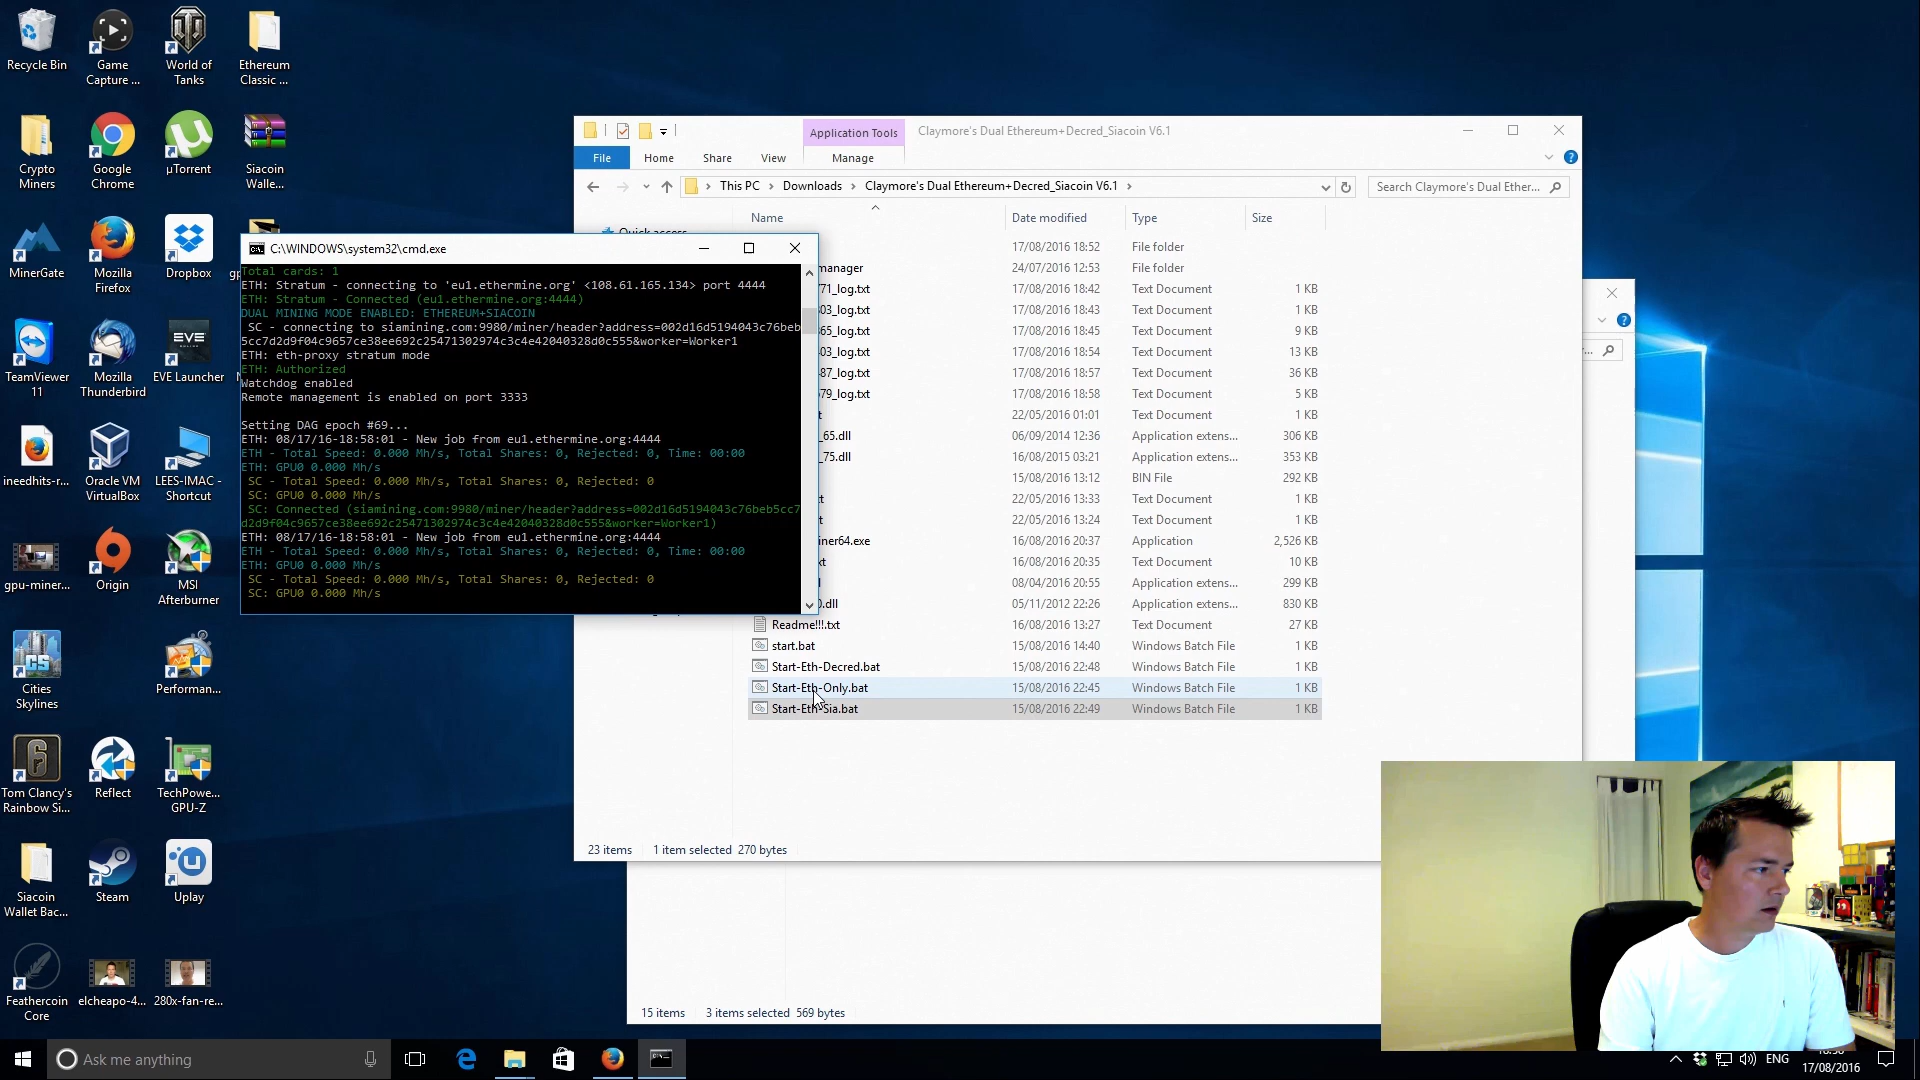 Recycle Bin
Game
Capture ...
World of
Tanks
Ethereum
Classic ...
Crypto
Miners
Google
Chrome
µTorrent
Siacoin
Walle...
MinerGate
Mozilla
Firefox
Dropbox
TeamViewer
11
Mozilla
Thunderbird
EVE Launcher
ineedhits-r...
Oracle VM
VirtualBox
LEES-IMAC -
Shortcut
gpu-miner...
Origin
MSI
Afterburner
Cities
Skylines
Performan...
Tom Clancy's
Rainbow Si...
Reflect
TechPowe...
GPU-Z
Siacoin
Wallet Bac...
Steam
Uplay
Feathercoin
Core
elcheapo-4...
280x-fan-re...
C:\WINDOWS\system32\cmd.exe
Total cards: 1
ETH: Stratum - connecting to 'eu1.ethermine.org' <108.61.165.134> port 4444
ETH: Stratum - Connected (eu1.ethermine.org:4444)
DUAL MINING MODE ENABLED: ETHEREUM+SIACOIN
SC - connecting to siamining.com:9980/miner/header?address=002d16d5194043c76beb
5cc7d2d9f04c9657ce38ee692c25471302974c3c4e42040328d0c555&worker=Worker1
ETH: eth-proxy stratum mode
ETH: Authorized
Watchdog enabled
Remote management is enabled on port 3333
Setting DAG epoch #69...
ETH: 08/17/16-18:58:01 - New job from eu1.ethermine.org:4444
ETH - Total Speed: 0.000 Mh/s, Total Shares: 0, Rejected: 0, Time: 00:00
ETH: GPU0 0.000 Mh/s
SC - Total Speed: 0.000 Mh/s, Total Shares: 0, Rejected: 0
SC: GPU0 0.000 Mh/s
SC: Connected (siamining.com:9980/miner/header?address=002d16d5194043c76beb5cc7
d2d9f04c9657ce38ee692c25471302974c3c4e42040328d0c555&worker=Worker1)
ETH: 08/17/16-18:58:01 - New job from eu1.ethermine.org:4444
ETH - Total Speed: 0.000 Mh/s, Total Shares: 0, Rejected: 0, Time: 00:00
ETH: GPU0 0.000 Mh/s
SC - Total Speed: 0.000 Mh/s, Total Shares: 0, Rejected: 0
SC: GPU0 0.000 Mh/s
Application Tools
Claymore's Dual Ethereum+Decred_Siacoin V6.1
File Home Share View Manage
This PC > Downloads > Claymore's Dual Ethereum+Decred_Siacoin V6.1 >
Search Claymore's Dual Ether...
Name Date modified Type Size
Quick access
17/08/2016 18:52 File folder
manager 24/07/2016 12:53 File folder
71_log.txt 17/08/2016 18:42 Text Document 1 KB
03_log.txt 17/08/2016 18:43 Text Document 1 KB
65_log.txt 17/08/2016 18:45 Text Document 9 KB
03_log.txt 17/08/2016 18:54 Text Document 13 KB
87_log.txt 17/08/2016 18:57 Text Document 36 KB
79_log.txt 17/08/2016 18:58 Text Document 5 KB
t 22/05/2016 01:01 Text Document 1 KB
_65.dll 06/09/2014 12:36 Application extens... 306 KB
_75.dll 16/08/2015 03:21 Application extens... 353 KB
15/08/2016 13:12 BIN File 292 KB
t 22/05/2016 13:33 Text Document 1 KB
t 22/05/2016 13:24 Text Document 1 KB
iner64.exe 16/08/2016 20:37 Application 2,526 KB
xt 16/08/2016 20:35 Text Document 10 KB
l 08/04/2016 20:55 Application extens... 299 KB
0.dll 05/11/2012 22:26 Application extens... 830 KB
Readme!!!.txt 16/08/2016 13:27 Text Document 27 KB
start.bat 15/08/2016 14:40 Windows Batch File 1 KB
Start-Eth-Decred.bat 15/08/2016 22:48 Windows Batch File 1 KB
Start-Eth-Only.bat 15/08/2016 22:45 Windows Batch File 1 KB
Start-Eth-Sia.bat 15/08/2016 22:49 Windows Batch File 1 KB
23 items 1 item selected 270 bytes
15 items 3 items selected 569 bytes
Ask me anything
ENG
17/08/2016